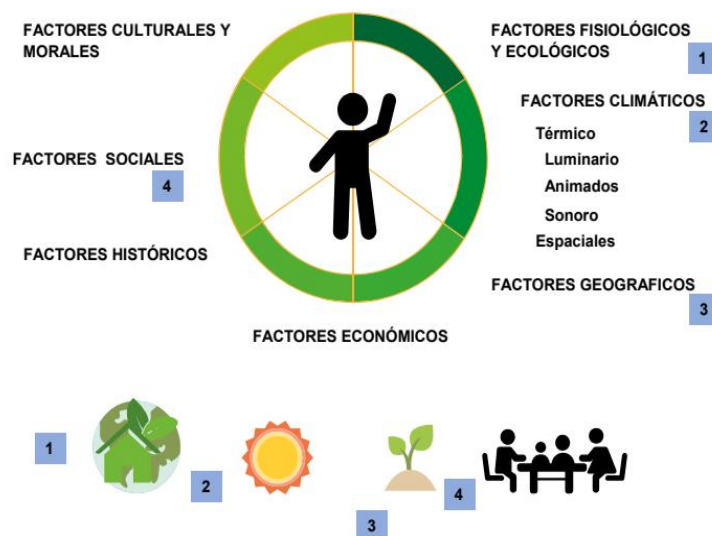 FACTORES CULTURALES Y
MORALES
FACTORES FISIOLÓGICOS
Y ECOLÓGICOS
1
FACTORES CLIMÁTICOS
2
Térmico
Luminario
Animados
Sonoro
Espaciales
FACTORES SOCIALES
4
FACTORES HISTÓRICOS
FACTORES GEOGRAFICOS
3
FACTORES ECONÓMICOS
1
2
3
4